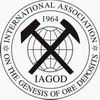 INTERNATIONAL ASSOCIATION
ON THE GENESIS OF ORE DEPOSITS
1964
IAGOD